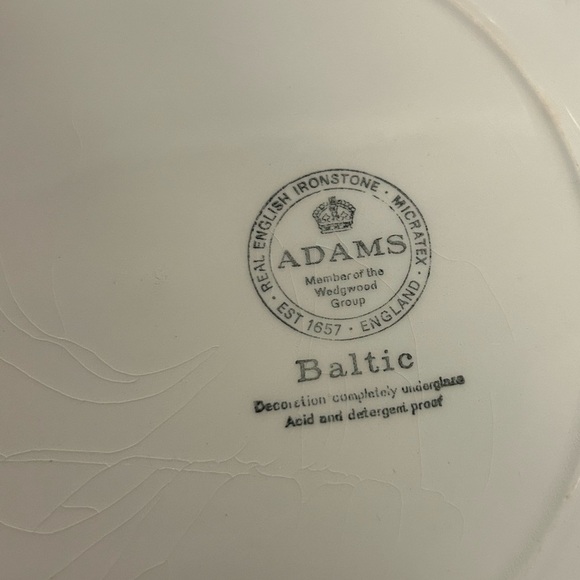 REAL ENGLISH IRONSTONE · MICRATEX ·
ADAMS
Member of the
Wedgwood
Group
· EST 1657 · ENGLAND ·
Baltic
Decoration completely underglaze
Acid and detergent proof